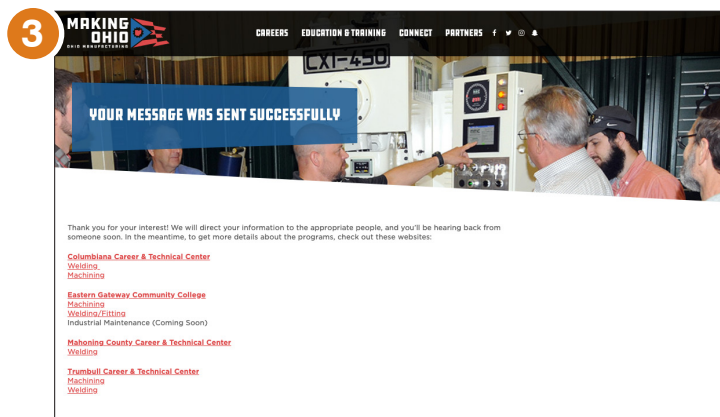 3
MAKING
OHIO
OHIO MANUFACTURING
CAREERS EDUCATION & TRAINING CONNECT PARTNERS
CXT-450
YOUR MESSAGE WAS SENT SUCCESSFULLY
Thank you for your interest! We will direct your information to the appropriate people, and you'll be hearing back from
someone soon. In the meantime, to get more details about the programs, check out these websites:
Columbiana Career & Technical Center
Welding
Machining
Eastern Gateway Community College
Machining
Welding/Fitting
Industrial Maintenance (Coming Soon)
Mahoning County Career & Technical Center
Welding
Trumbull Career & Technical Center
Machining
Welding